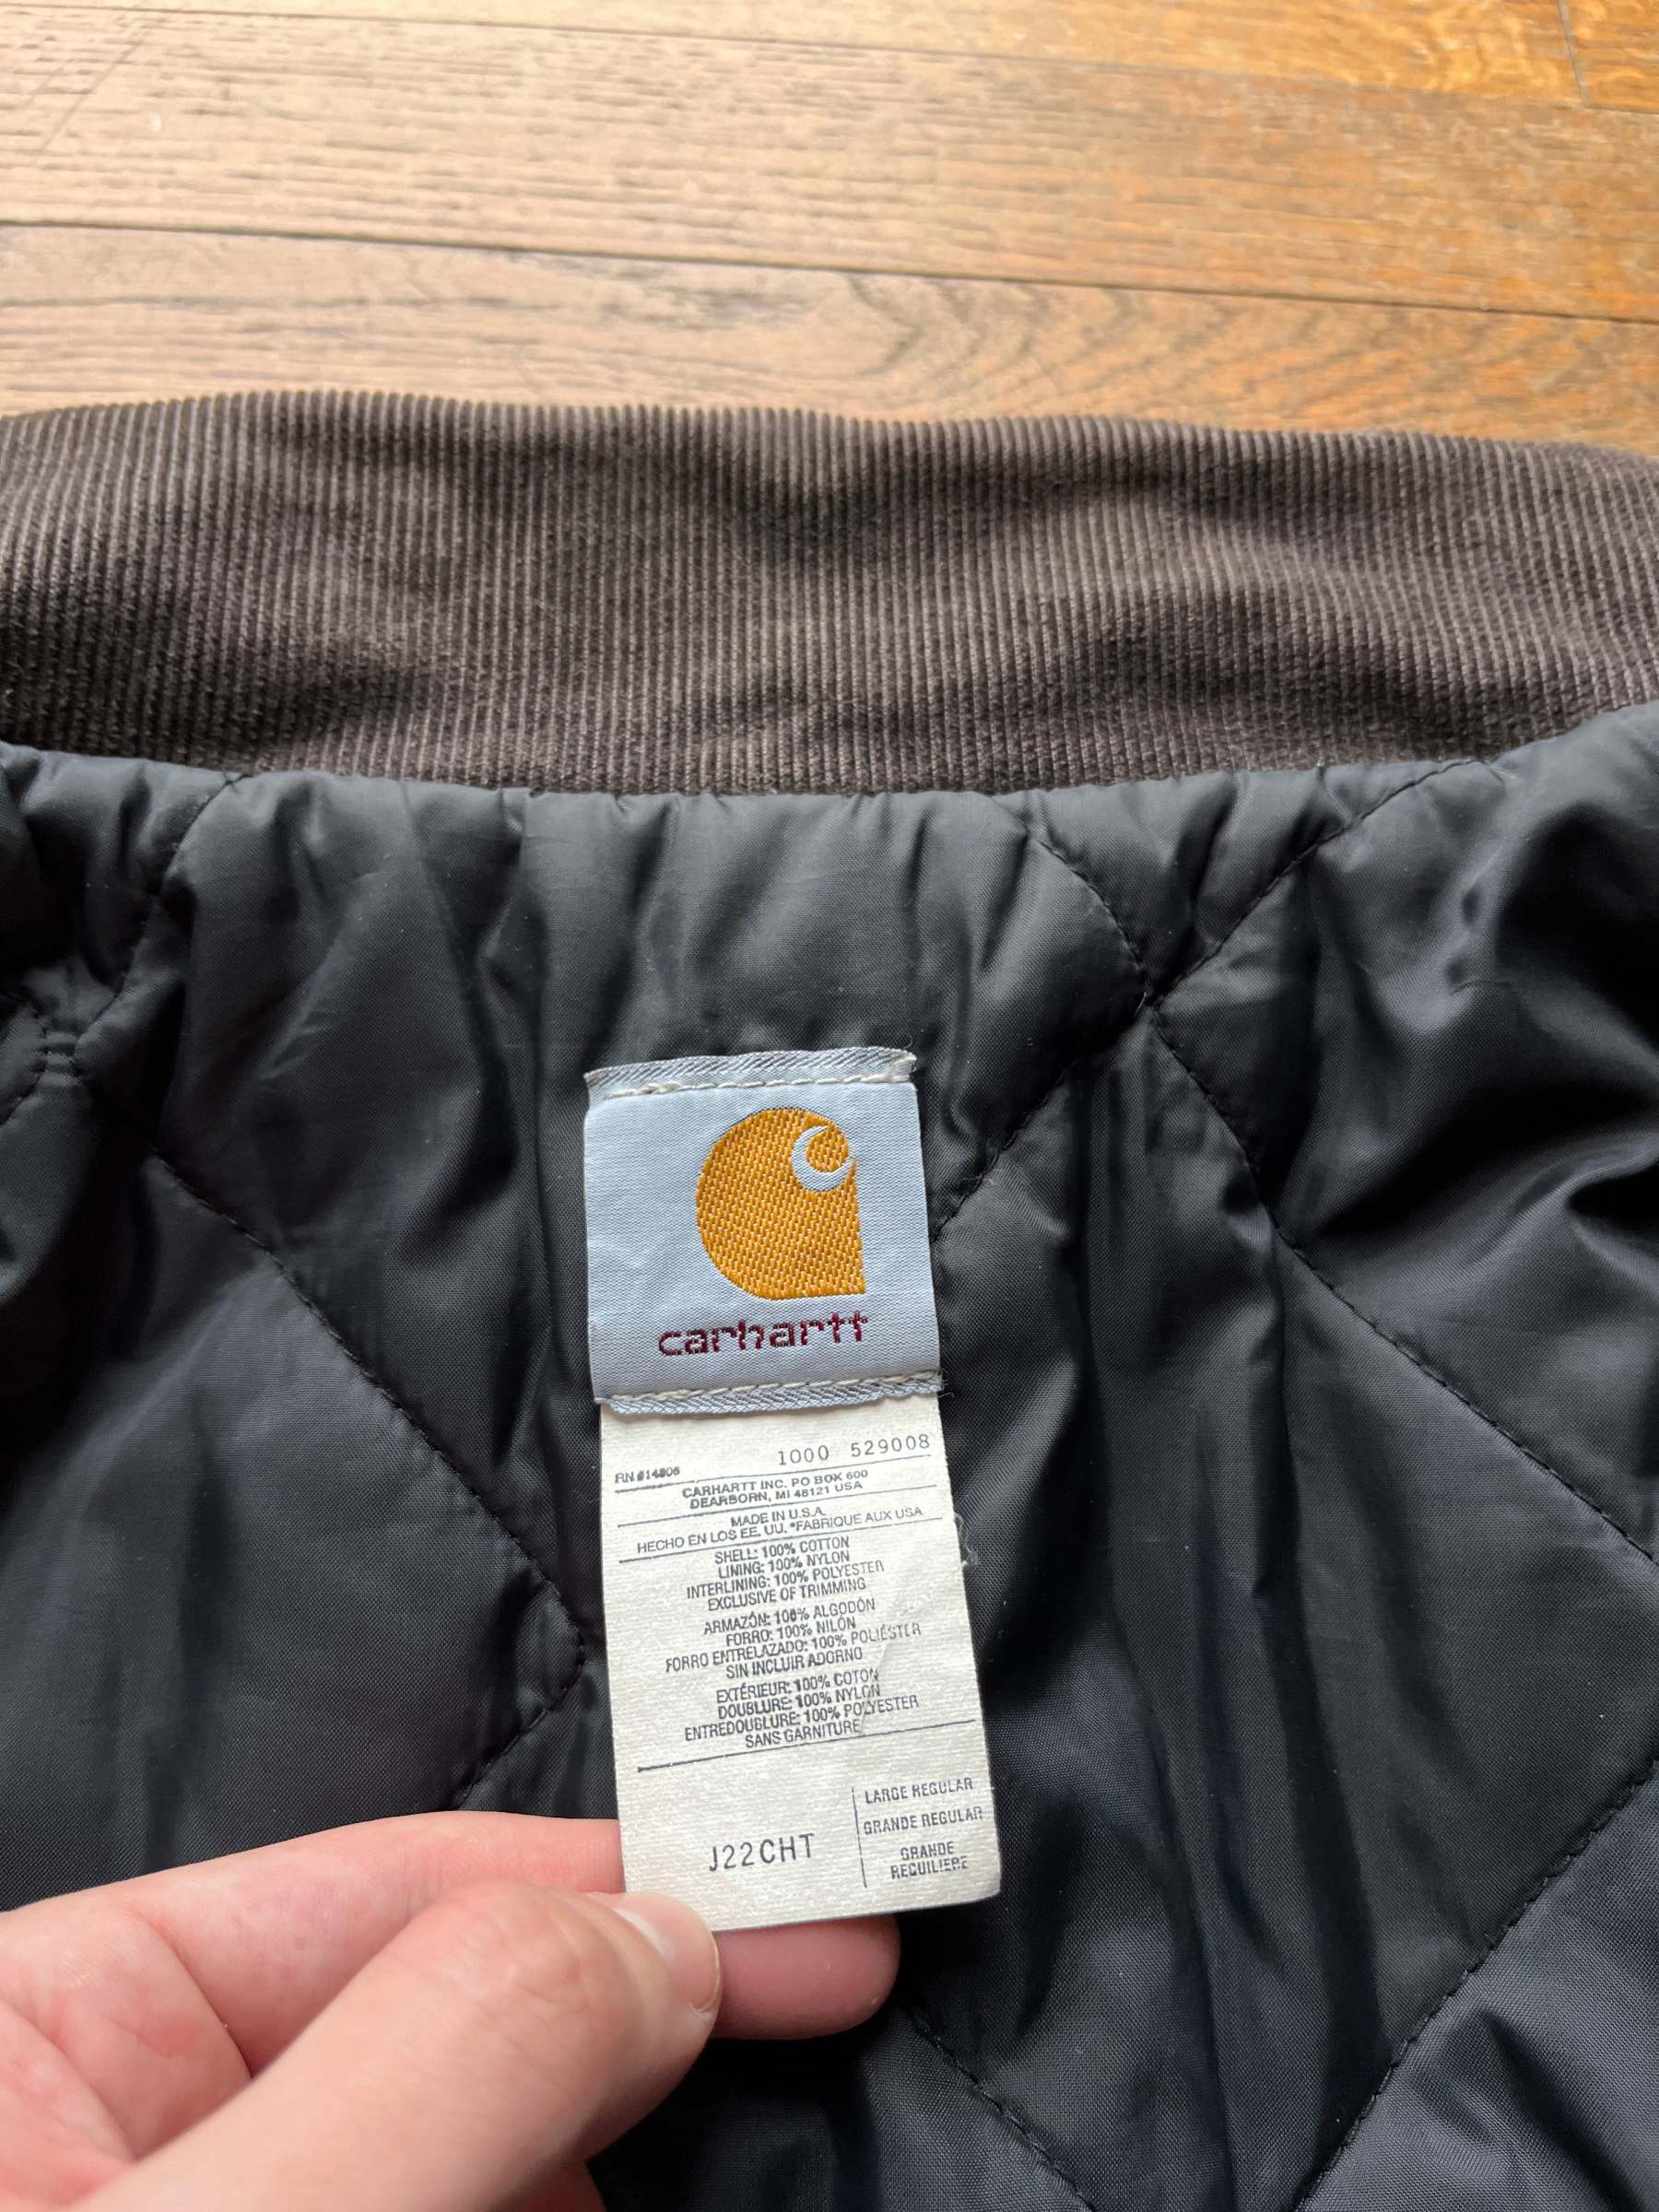 carhartt
1000 529008
RN #14806
CARHARTT INC. PO BOX 600
DEARBORN, MI 48121 USA
MADE IN U.S.A.
HECHO EN LOS EE. UU. *FABRIQUE AUX USA
SHELL: 100% COTTON
LINING: 100% NYLON
INTERLINING: 100% POLYESTER
EXCLUSIVE OF TRIMMING
ARMAZÓN: 100% ALGODÓN
FORRO: 100% NILÓN
FORRO ENTRELAZADO: 100% POLIÉSTER
SIN INCLUIR ADORNO
EXTÉRIEUR: 100% COTON
DOUBLURE: 100% NYLON
ENTREDOUBLURE: 100% POLYESTER
SANS GARNITURE
J22CHT
LARGE REGULAR
GRANDE REGULAR
GRANDE
REGUILIERE